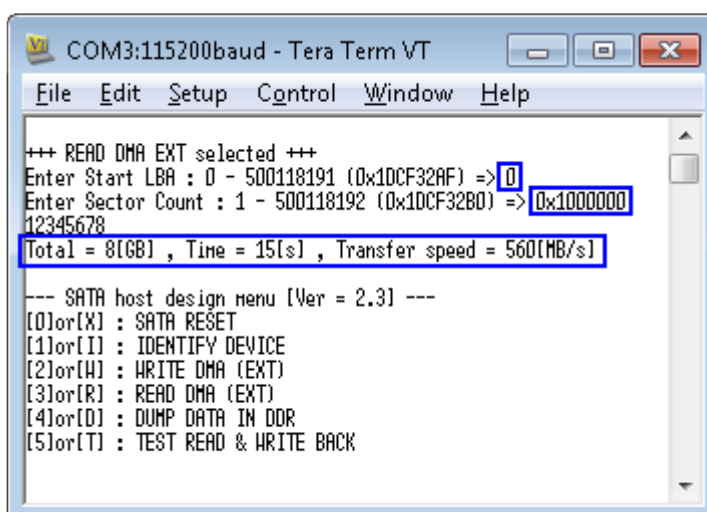 COM3:115200baud - Tera Term VT
File Edit Setup Control Window Help
+++ READ DMA EXT selected +++
Enter Start LBA : 0 - 500118191 (0x1DCF32AF) => 0
Enter Sector Count : 1 - 500118192 (0x1DCF32B0) => 0x1000000
12345678
Total = 8[GB] , Time = 15[s] , Transfer speed = 560[MB/s]
--- SATA host design menu [Ver = 2.3] ---
[0]or[X] : SATA RESET
[1]or[I] : IDENTIFY DEVICE
[2]or[W] : WRITE DMA (EXT)
[3]or[R] : READ DMA (EXT)
[4]or[D] : DUMP DATA IN DDR
[5]or[T] : TEST READ & WRITE BACK